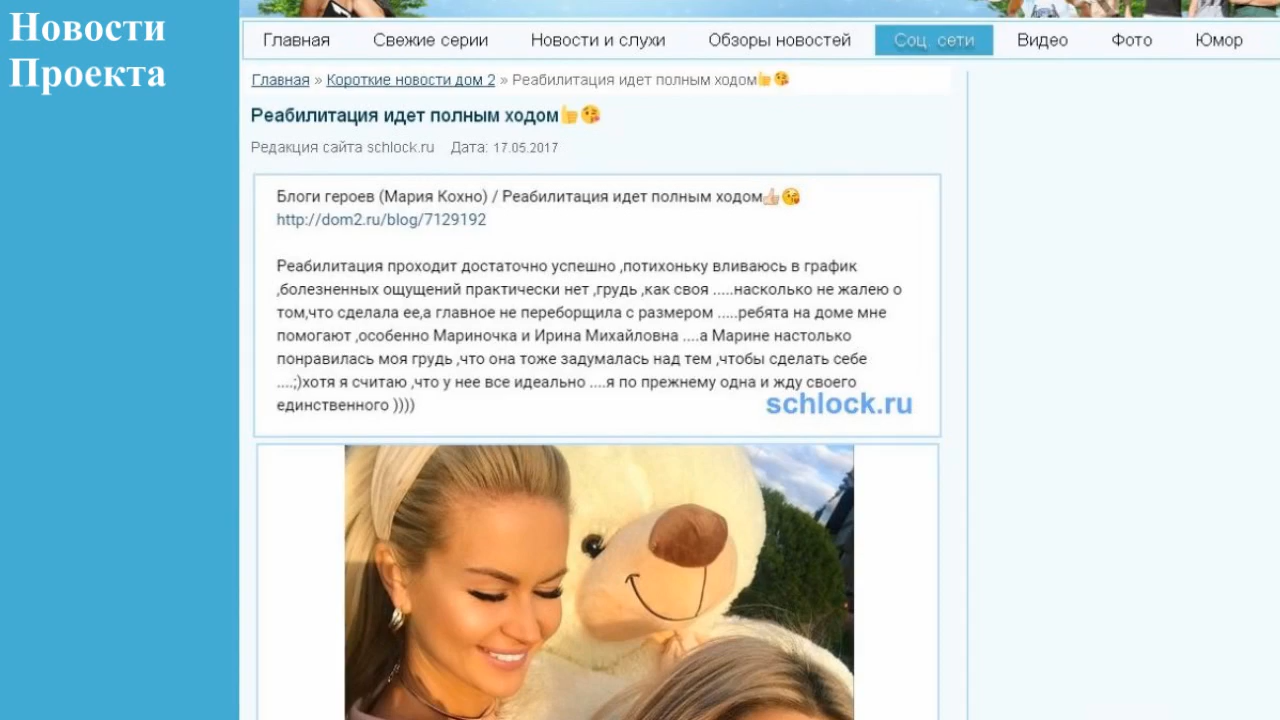 Новости
Проекта
Главная Свежие серии Новости и слухи Обзоры новостей Соц. сети Видео Фото Юмор
Главная » Короткие новости дом 2 » Реабилитация идет полным ходом👍😘
Реабилитация идет полным ходом👍😘
Редакция сайта schlock.ru Дата: 17.05.2017
Блоги героев (Мария Кохно) / Реабилитация идет полным ходом👍😘
http://dom2.ru/blog/7129192
Реабилитация проходит достаточно успешно ,потихоньку вливаюсь в график
,болезненных ощущений практически нет ,грудь ,как своя .....насколько не жалею о
том,что сделала ее,а главное не переборщила с размером .....ребята на доме мне
помогают ,особенно Мариночка и Ирина Михайловна ....а Марине настолько
понравилась моя грудь ,что она тоже задумалась над тем ,чтобы сделать себе
....;)хотя я считаю ,что у нее все идеально ....я по прежнему одна и жду своего
единственного ))))
schlock.ru